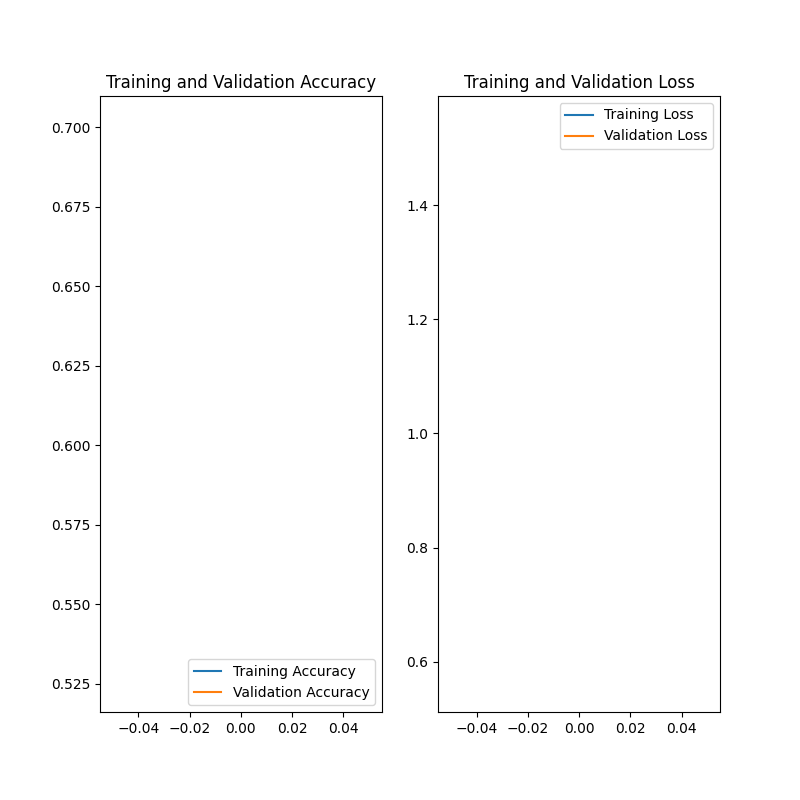 Training and Validation Accuracy
0.700
0.675
0.650
0.625
0.600
0.575
0.550
0.525
Training Accuracy
Validation Accuracy
−0.04 −0.02 0.00 0.02 0.04
Training and Validation Loss
Training Loss
Validation Loss
1.4
1.2
1.0
0.8
0.6
−0.04 −0.02 0.00 0.02 0.04